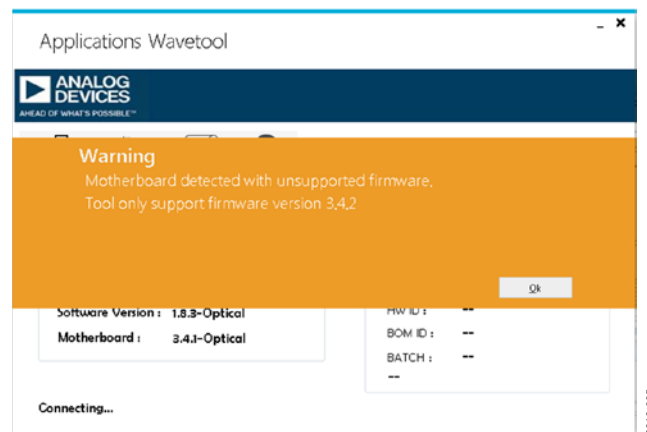 Applications Wavetool
ANALOG
DEVICES
AHEAD OF WHAT'S POSSIBLE™
Warning
Motherboard detected with unsupported firmware,
Tool only support firmware version 3,4,2
Ok
Software Version : 1.8.3-Optical
Motherboard : 3.4.1-Optical
HW ID : --
BOM ID : --
BATCH : --
--
Connecting...